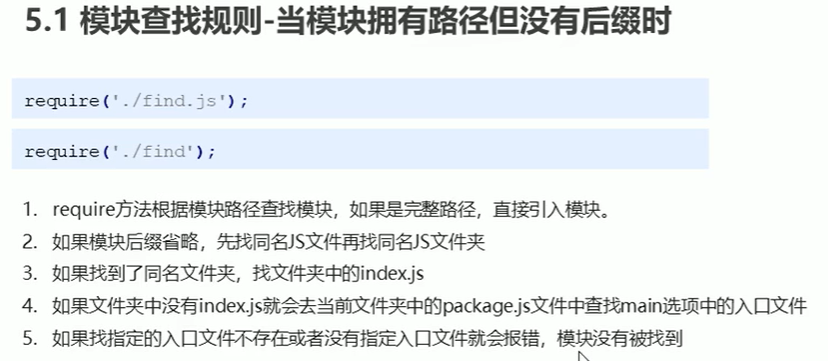 5.1 模块查找规则-当模块拥有路径但没有后缀时
require('./find.js');
require('./find');
1. require方法根据模块路径查找模块，如果是完整路径，直接引入模块。
2. 如果模块后缀省略，先找同名JS文件再找同名JS文件夹
3. 如果找到了同名文件夹，找文件夹中的index.js
4. 如果文件夹中没有index.js就会去当前文件夹中的package.js文件中查找main选项中的入口文件
5. 如果找指定的入口文件不存在或者没有指定入口文件就会报错，模块没有被找到